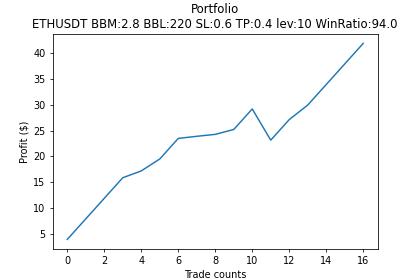 Portfolio
ETHUSDT BBM:2.8 BBL:220 SL:0.6 TP:0.4 lev:10 WinRatio:94.0
40
35
30
25
20
15
10
5
Profit ($)
0 2 4 6 8 10 12 14 16
Trade counts